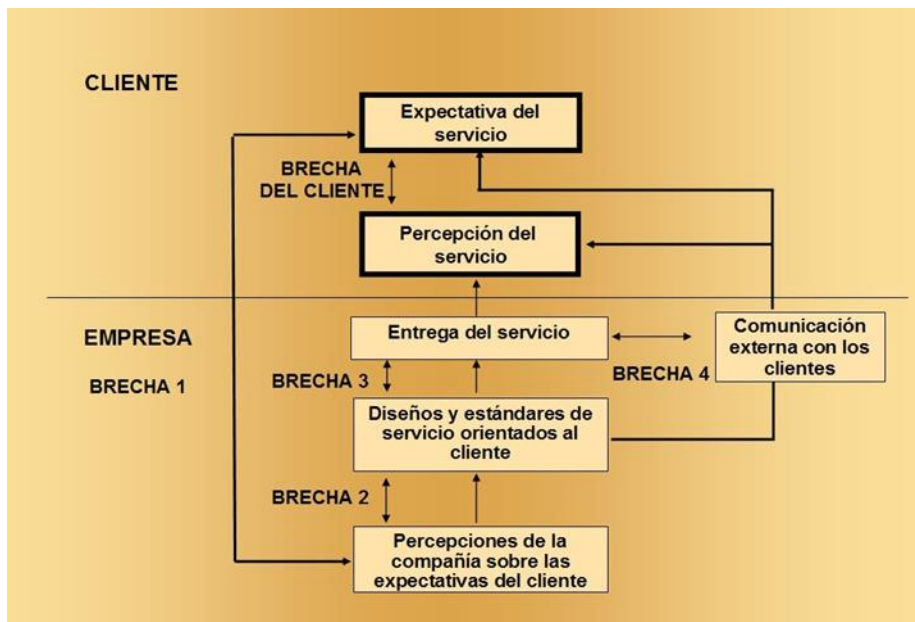 CLIENTE
Expectativa del
servicio
BRECHA
DEL CLIENTE
Percepción del
servicio
EMPRESA
BRECHA 1
Entrega del servicio
Comunicación
externa con los
clientes
BRECHA 4
BRECHA 3
Diseños y estándares de
servicio orientados al
cliente
BRECHA 2
Percepciones de la
compañía sobre las
expectativas del cliente